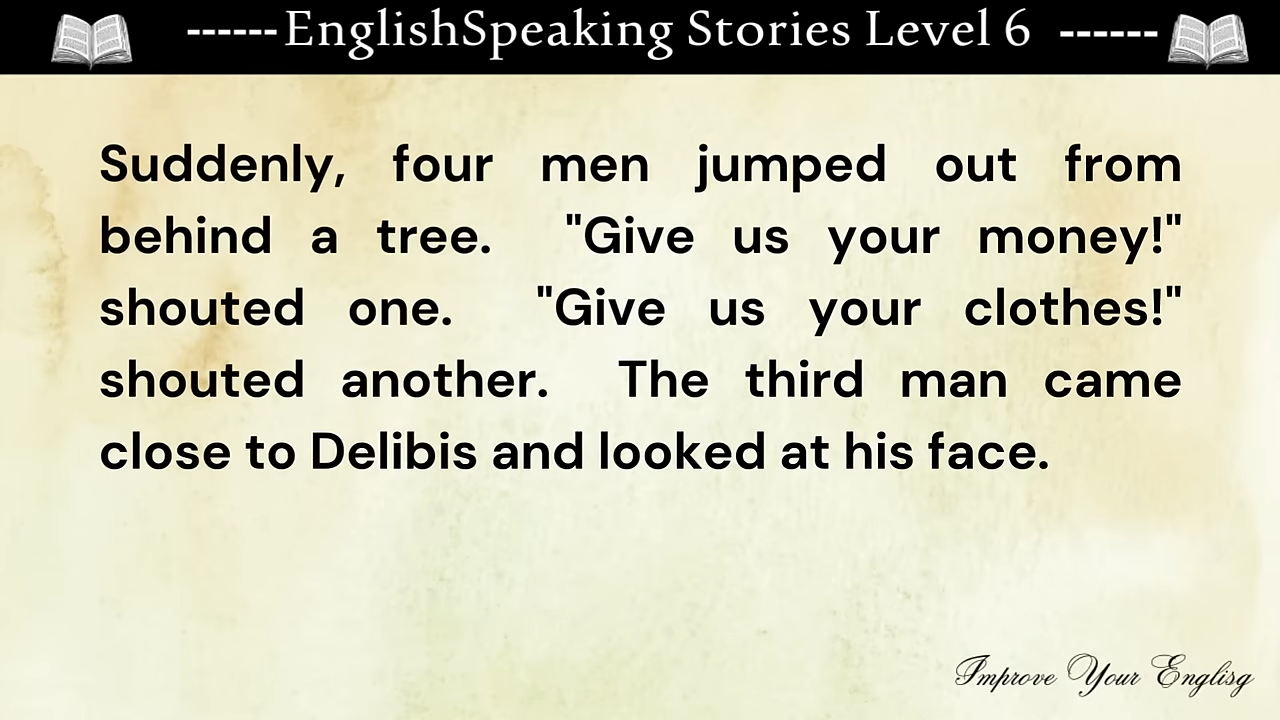 ------EnglishSpeaking Stories Level 6 ------
Suddenly, four men jumped out from
behind a tree. "Give us your money!"
shouted one. "Give us your clothes!"
shouted another. The third man came
close to Delibis and looked at his face.
Improve Your Englisg